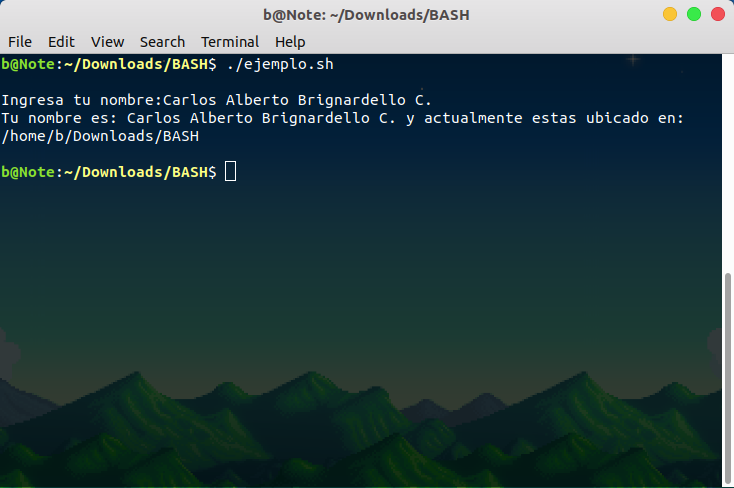 b@Note: ~/Downloads/BASH
File Edit View Search Terminal Help
b@Note:~/Downloads/BASH$ ./ejemplo.sh
Ingresa tu nombre:Carlos Alberto Brignardello C.
Tu nombre es: Carlos Alberto Brignardello C. y actualmente estas ubicado en:
/home/b/Downloads/BASH
b@Note:~/Downloads/BASH$